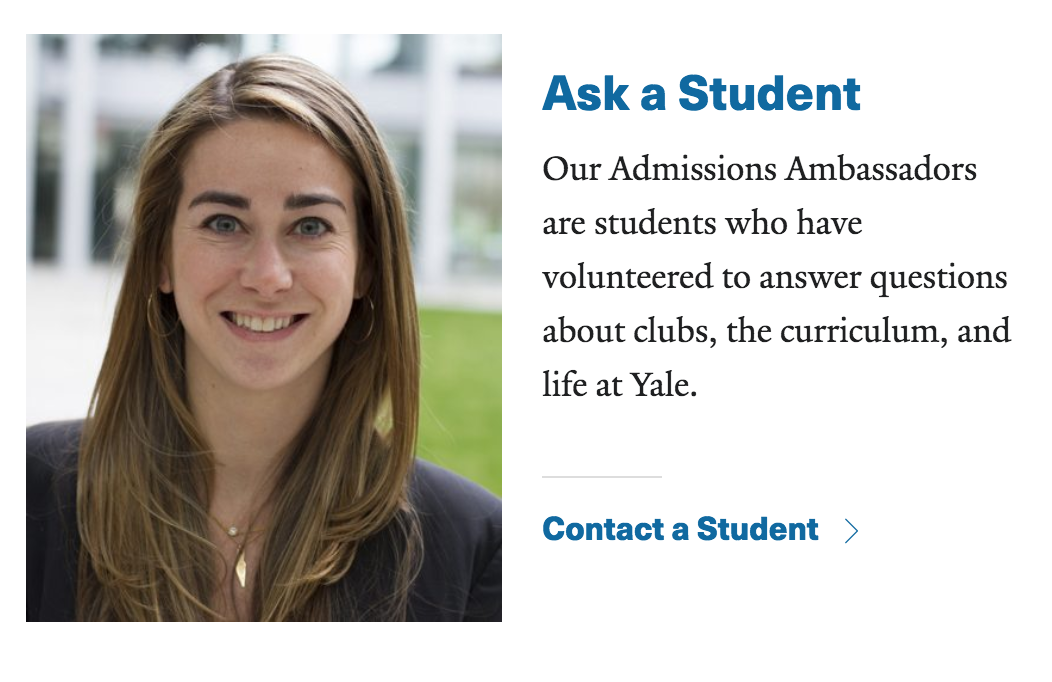 Ask a Student
Our Admissions Ambassadors
are students who have
volunteered to answer questions
about clubs, the curriculum, and
life at Yale.
Contact a Student